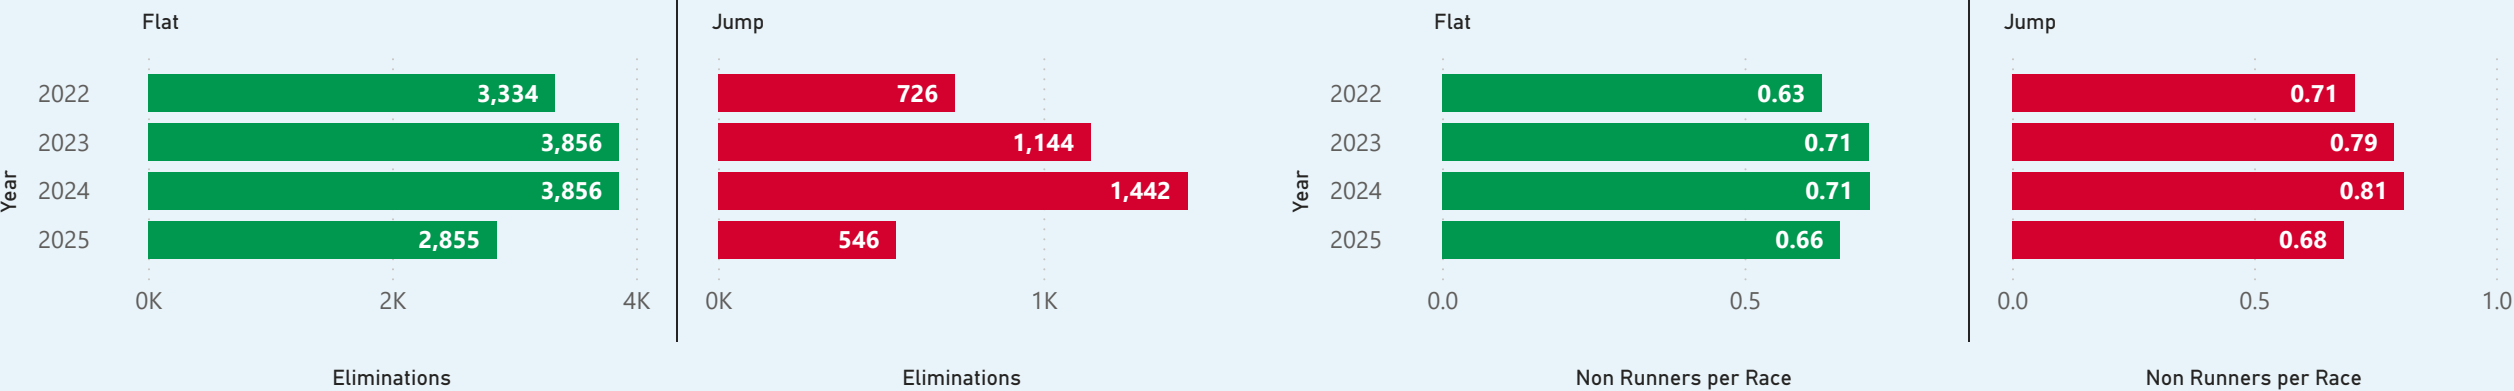 Flat
Jump
Flat
Jump
Year
2022
3,334
726
2023
3,856
1,144
2024
3,856
1,442
2025
2,855
546
0K
2K
4K
0K
1K
Eliminations
Eliminations
Year
2022
0.63
0.71
2023
0.71
0.79
2024
0.71
0.81
2025
0.66
0.68
0.0
0.5
0.0
0.5
1.0
Non Runners per Race
Non Runners per Race